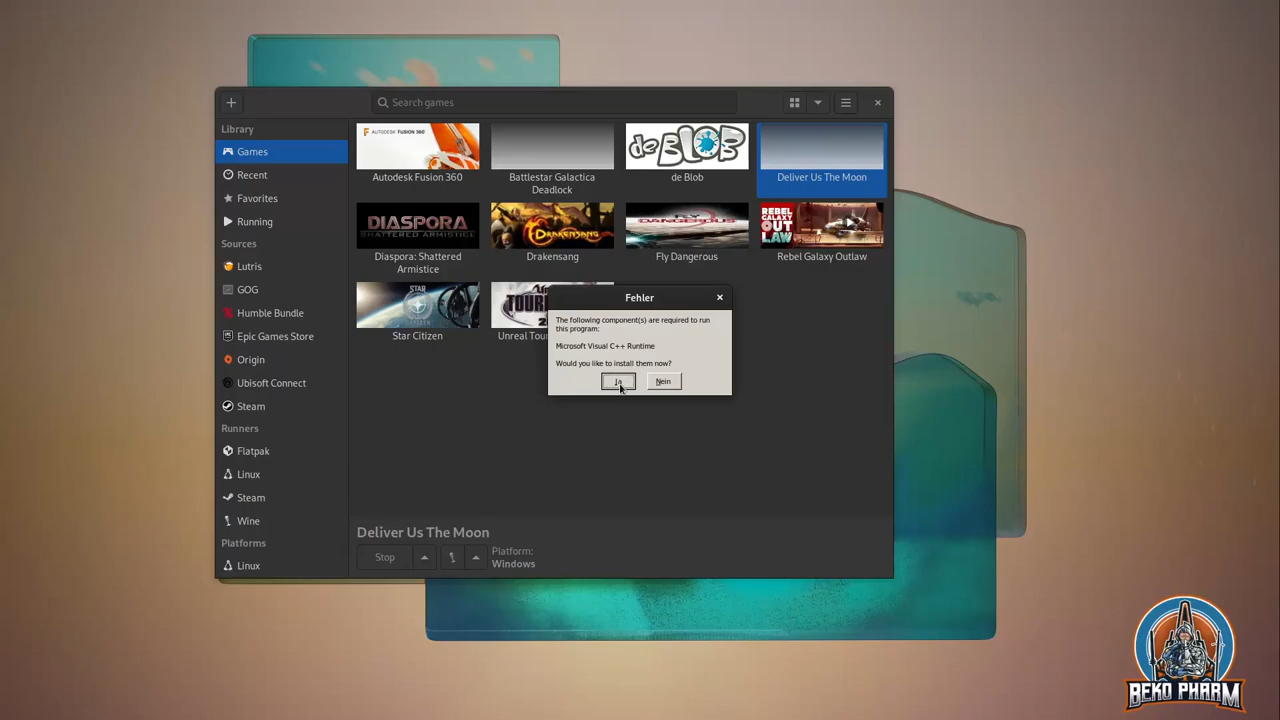 Search games
Library
Games
Recent
Favorites
Running
Sources
Lutris
GOG
Humble Bundle
Epic Games Store
Origin
Ubisoft Connect
Steam
Runners
Flatpak
Linux
Steam
Wine
Platforms
Linux
AUTODESK FUSION 360
Autodesk Fusion 360
Battlestar Galactica
Deadlock
de BLOB
de Blob
Deliver Us The Moon
DIASPORA
SHATTERED ARMISTICE
Diaspora: Shattered
Armistice
DRAKENSANG
Drakensang
FLY DANGEROUS
Fly Dangerous
REBEL
GALAXY
OUT
LAW
Rebel Galaxy Outlaw
STAR
CITIZEN
Star Citizen
Unreal Tour
Fehler
The following component(s) are required to run
this program:
Microsoft Visual C++ Runtime
Would you like to install them now?
Ja
Nein
Deliver Us The Moon
Stop
Platform:
Windows
BEKO PHARM